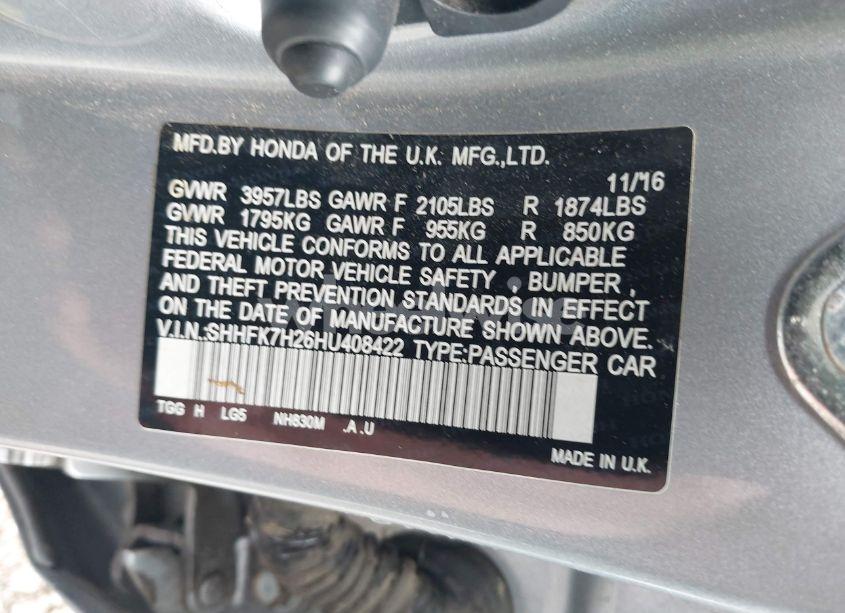 MFD.BY HONDA OF THE U.K. MFG.,LTD.
11/'16
GVWR 3957LBS GAWR F 2105LBS R 1874LBS
GVWR 1795KG GAWR F 955KG R 850KG
THIS VEHICLE CONFORMS TO ALL APPLICABLE
FEDERAL MOTOR VEHICLE SAFETY , BUMPER ,
AND THEFT PREVENTION STANDARDS IN EFFECT
ON THE DATE OF MANUFACTURE SHOWN ABOVE.
V.I.N.:SHHFK7H26HU408422 TYPE:PASSENGER CAR
TGG H LG5 NH830M .A .U
MADE IN U.K.